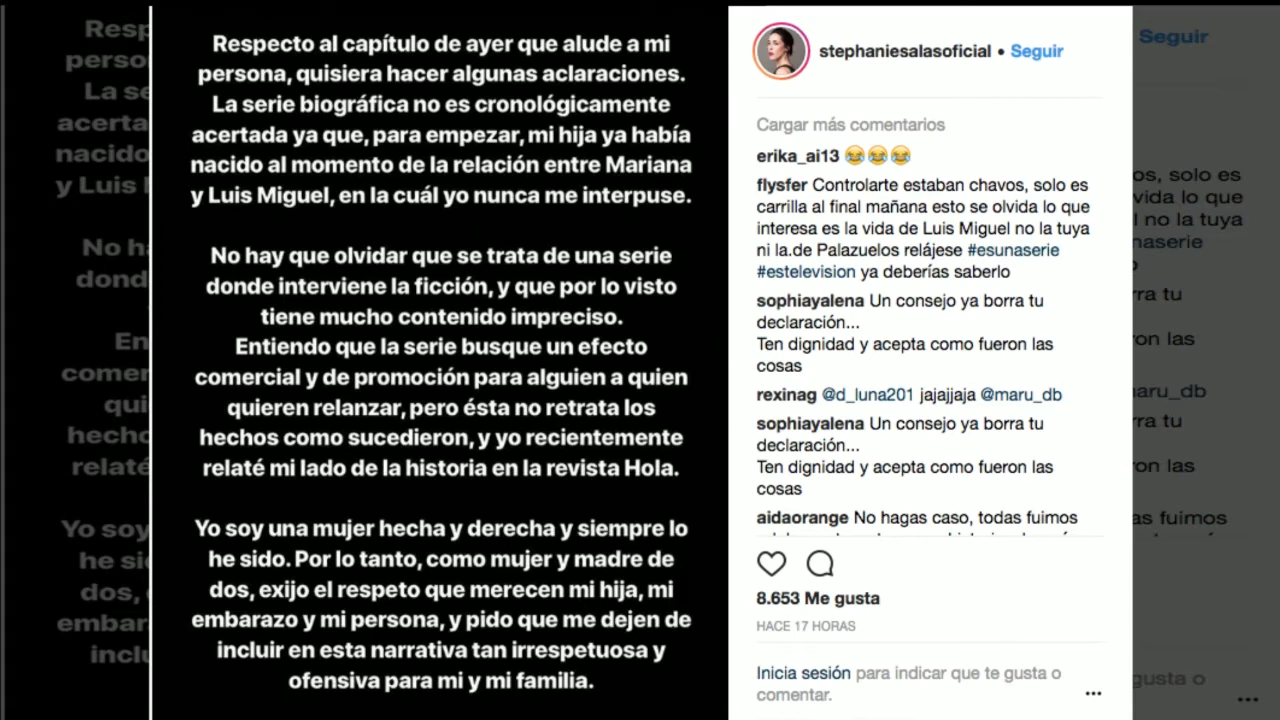 Respecto al capítulo de ayer que alude a mi
persona, quisiera hacer algunas aclaraciones.
La serie biográfica no es cronológicamente
acertada ya que, para empezar, mi hija ya había
nacido al momento de la relación entre Mariana
y Luis Miguel, en la cuál yo nunca me interpuse.
No hay que olvidar que se trata de una serie
donde interviene la ficción, y que por lo visto
tiene mucho contenido impreciso.
Entiendo que la serie busque un efecto
comercial y de promoción para alguien a quien
quieren relanzar, pero ésta no retrata los
hechos como sucedieron, y yo recientemente
relaté mi lado de la historia en la revista Hola.
Yo soy una mujer hecha y derecha y siempre lo
he sido. Por lo tanto, como mujer y madre de
dos, exijo el respeto que merecen mi hija, mi
embarazo y mi persona, y pido que me dejen de
incluir en esta narrativa tan irrespetuosa y
ofensiva para mi y mi familia.
stephaniesalasoficial • Seguir
Cargar más comentarios
erika_ai13 😂😂😂
flysfer Controlarte estaban chavos, solo es
carrilla al final mañana esto se olvida lo que
interesa es la vida de Luis Miguel no la tuya
ni la.de Palazuelos relájese #esunaserie
#estelevision ya deberías saberlo
sophiayalena Un consejo ya borra tu
declaración...
Ten dignidad y acepta como fueron las
cosas
rexinag @d_luna201 jajajjaja @maru_db
sophiayalena Un consejo ya borra tu
declaración...
Ten dignidad y acepta como fueron las
cosas
aidaorange No hagas caso, todas fuimos
8.653 Me gusta
HACE 17 HORAS
Inicia sesión para indicar que te gusta o
comentar.
Seguir